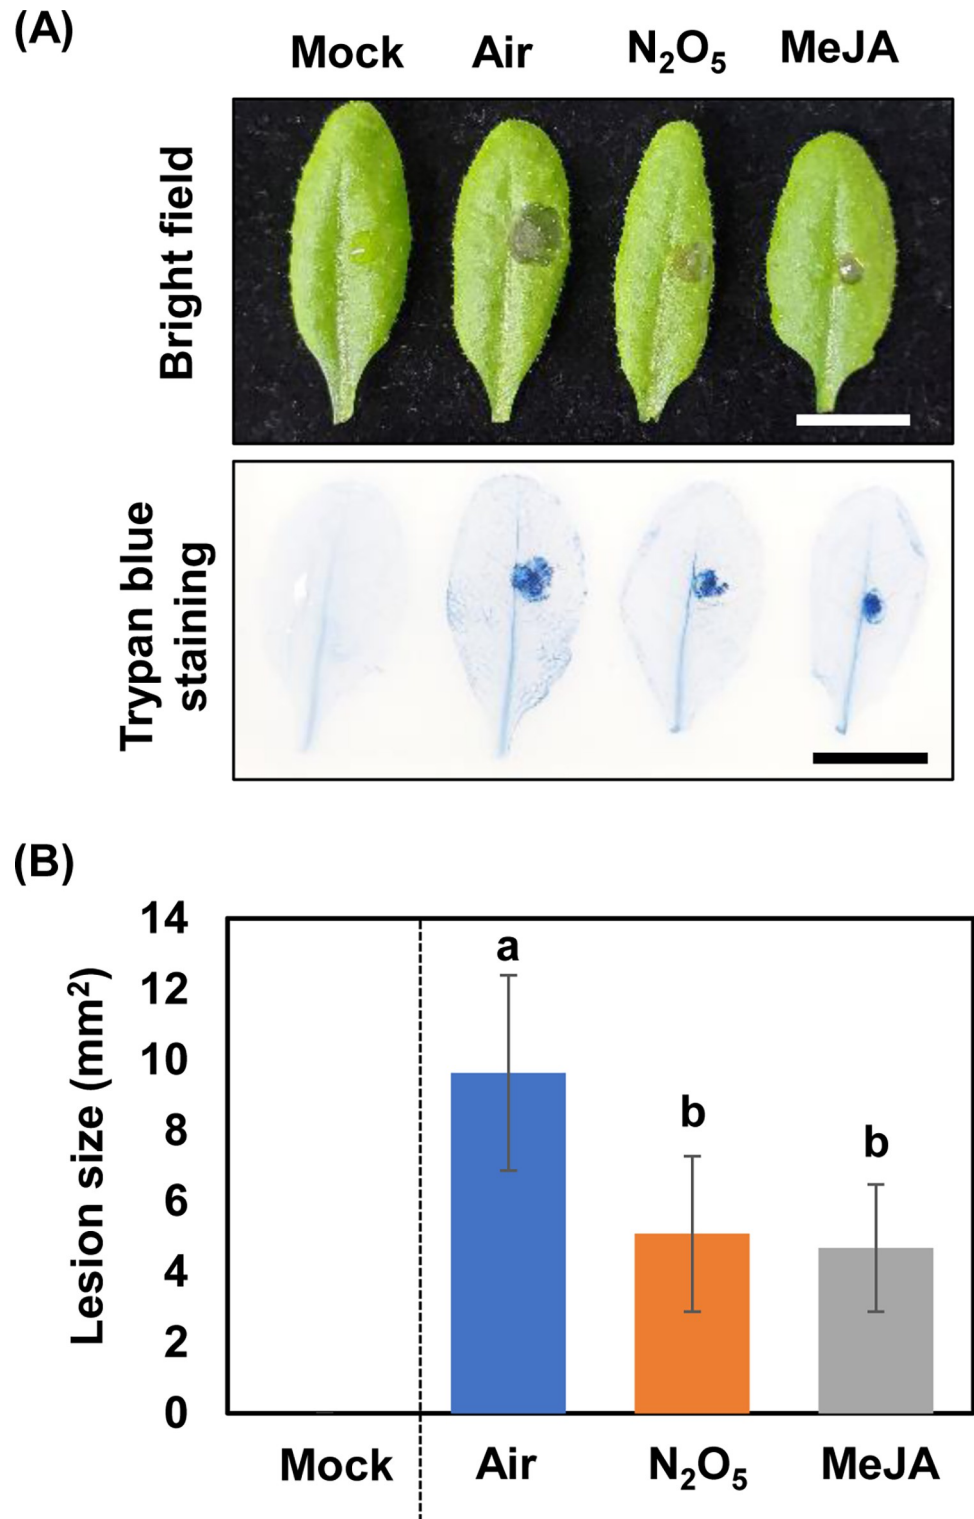 (A)
Mock Air N₂O₅ MeJA
Bright field
Trypan blue
staining
(B)
Lesion size (mm²)
14
12
10
8
6
4
2
0
a
b
b
Mock Air N₂O₅ MeJA